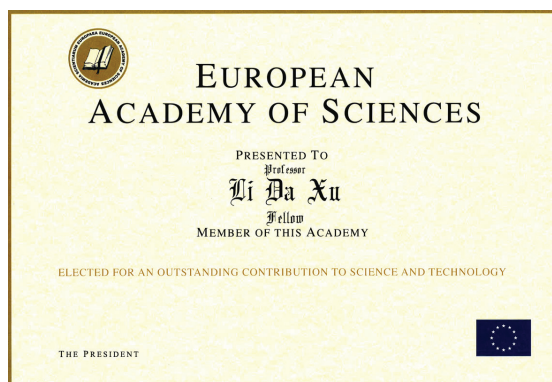 EUROPEAN
ACADEMY OF SCIENCES
PRESENTED TO
Professor
Li Da Xu
Fellow
MEMBER OF THIS ACADEMY
ELECTED FOR AN OUTSTANDING CONTRIBUTION TO SCIENCE AND TECHNOLOGY
THE PRESIDENT